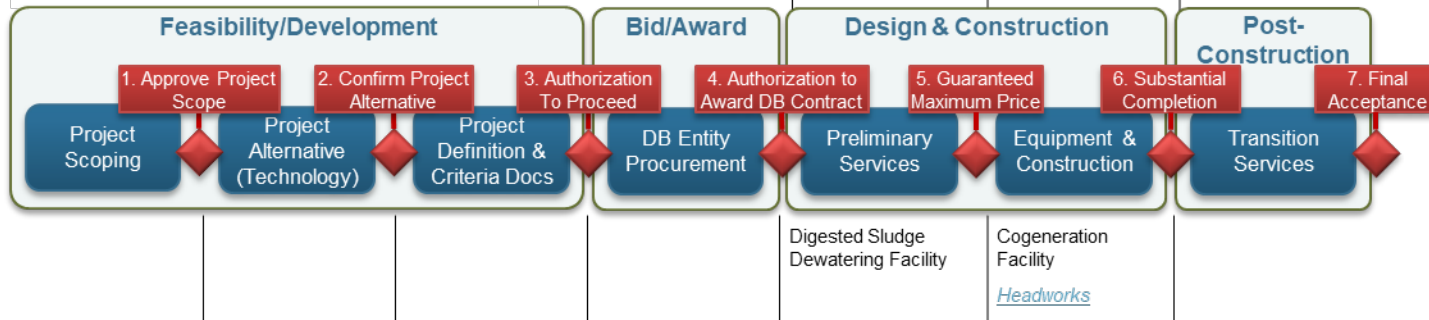 Feasibility/Development
Bid/Award
Design & Construction
Post-
Construction
1. Approve Project
Scope
2. Confirm Project
Alternative
3. Authorization
To Proceed
4. Authorization to
Award DB Contract
5. Guaranteed
Maximum Price
6. Substantial
Completion
7. Final
Acceptance
Project
Scoping
Project
Alternative
(Technology)
Project
Definition &
Criteria Docs
DB Entity
Procurement
Preliminary
Services
Equipment &
Construction
Transition
Services
Digested Sludge
Dewatering Facility
Cogeneration
Facility
Headworks